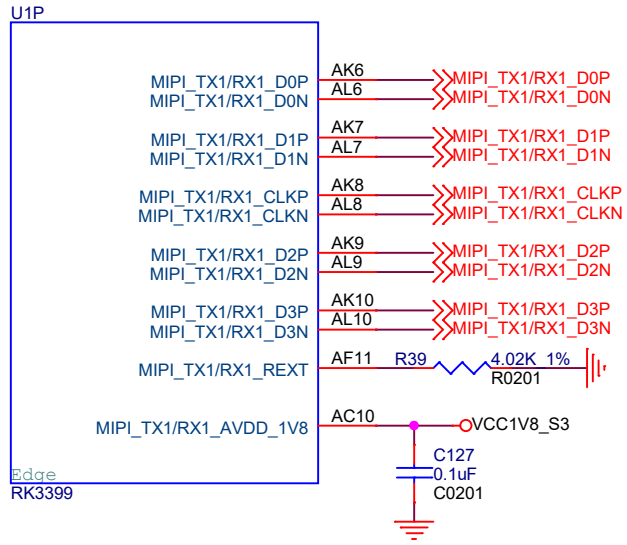 U1P
MIPI_TX1/RX1_D0P AK6 MIPI_TX1/RX1_D0P
MIPI_TX1/RX1_D0N AL6 MIPI_TX1/RX1_D0N
MIPI_TX1/RX1_D1P AK7 MIPI_TX1/RX1_D1P
MIPI_TX1/RX1_D1N AL7 MIPI_TX1/RX1_D1N
MIPI_TX1/RX1_CLKP AK8 MIPI_TX1/RX1_CLKP
MIPI_TX1/RX1_CLKN AL8 MIPI_TX1/RX1_CLKN
MIPI_TX1/RX1_D2P AK9 MIPI_TX1/RX1_D2P
MIPI_TX1/RX1_D2N AL9 MIPI_TX1/RX1_D2N
MIPI_TX1/RX1_D3P AK10 MIPI_TX1/RX1_D3P
MIPI_TX1/RX1_D3N AL10 MIPI_TX1/RX1_D3N
MIPI_TX1/RX1_REXT AF11 R39 4.02K 1%
R0201
MIPI_TX1/RX1_AVDD_1V8 AC10 VCC1V8_S3
C127
0.1uF
C0201
Edge
RK3399